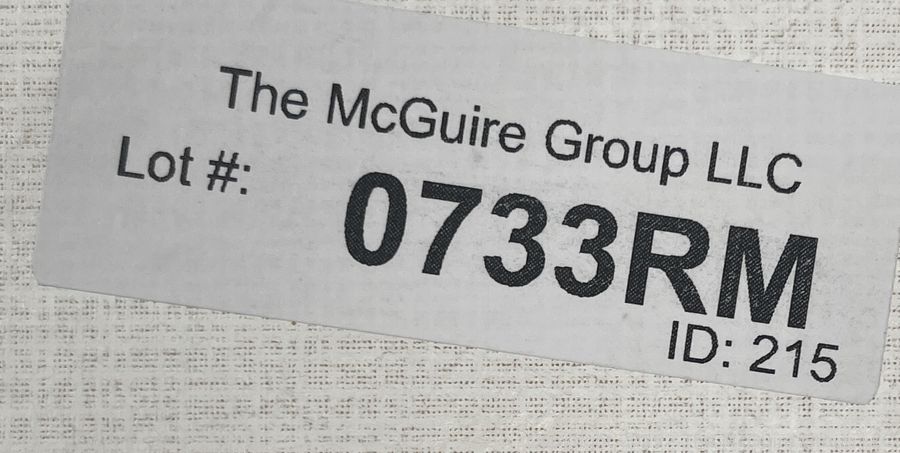 The McGuire Group LLC
Lot #:
0733RM
ID: 215